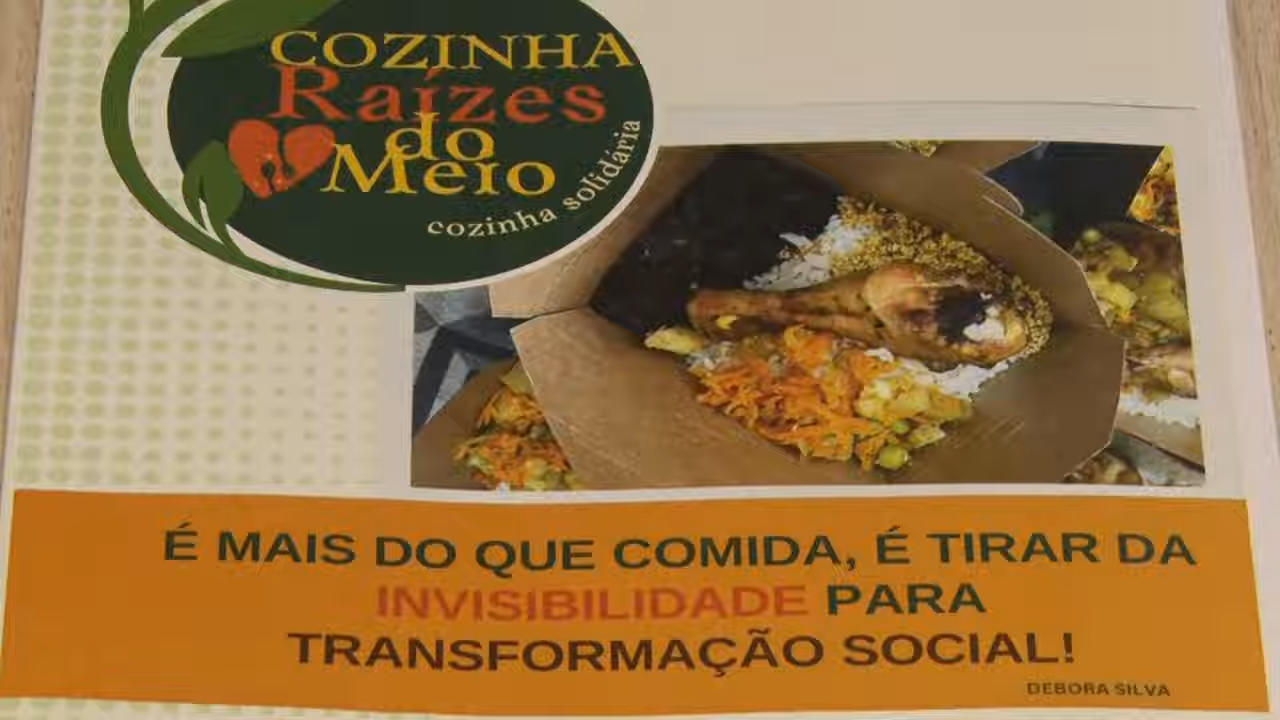 COZINHA
Raízes
do
Meio
cozinha solidária
É MAIS DO QUE COMIDA, É TIRAR DA
INVISIBILIDADE PARA
TRANSFORMAÇÃO SOCIAL!
DEBORA SILVA